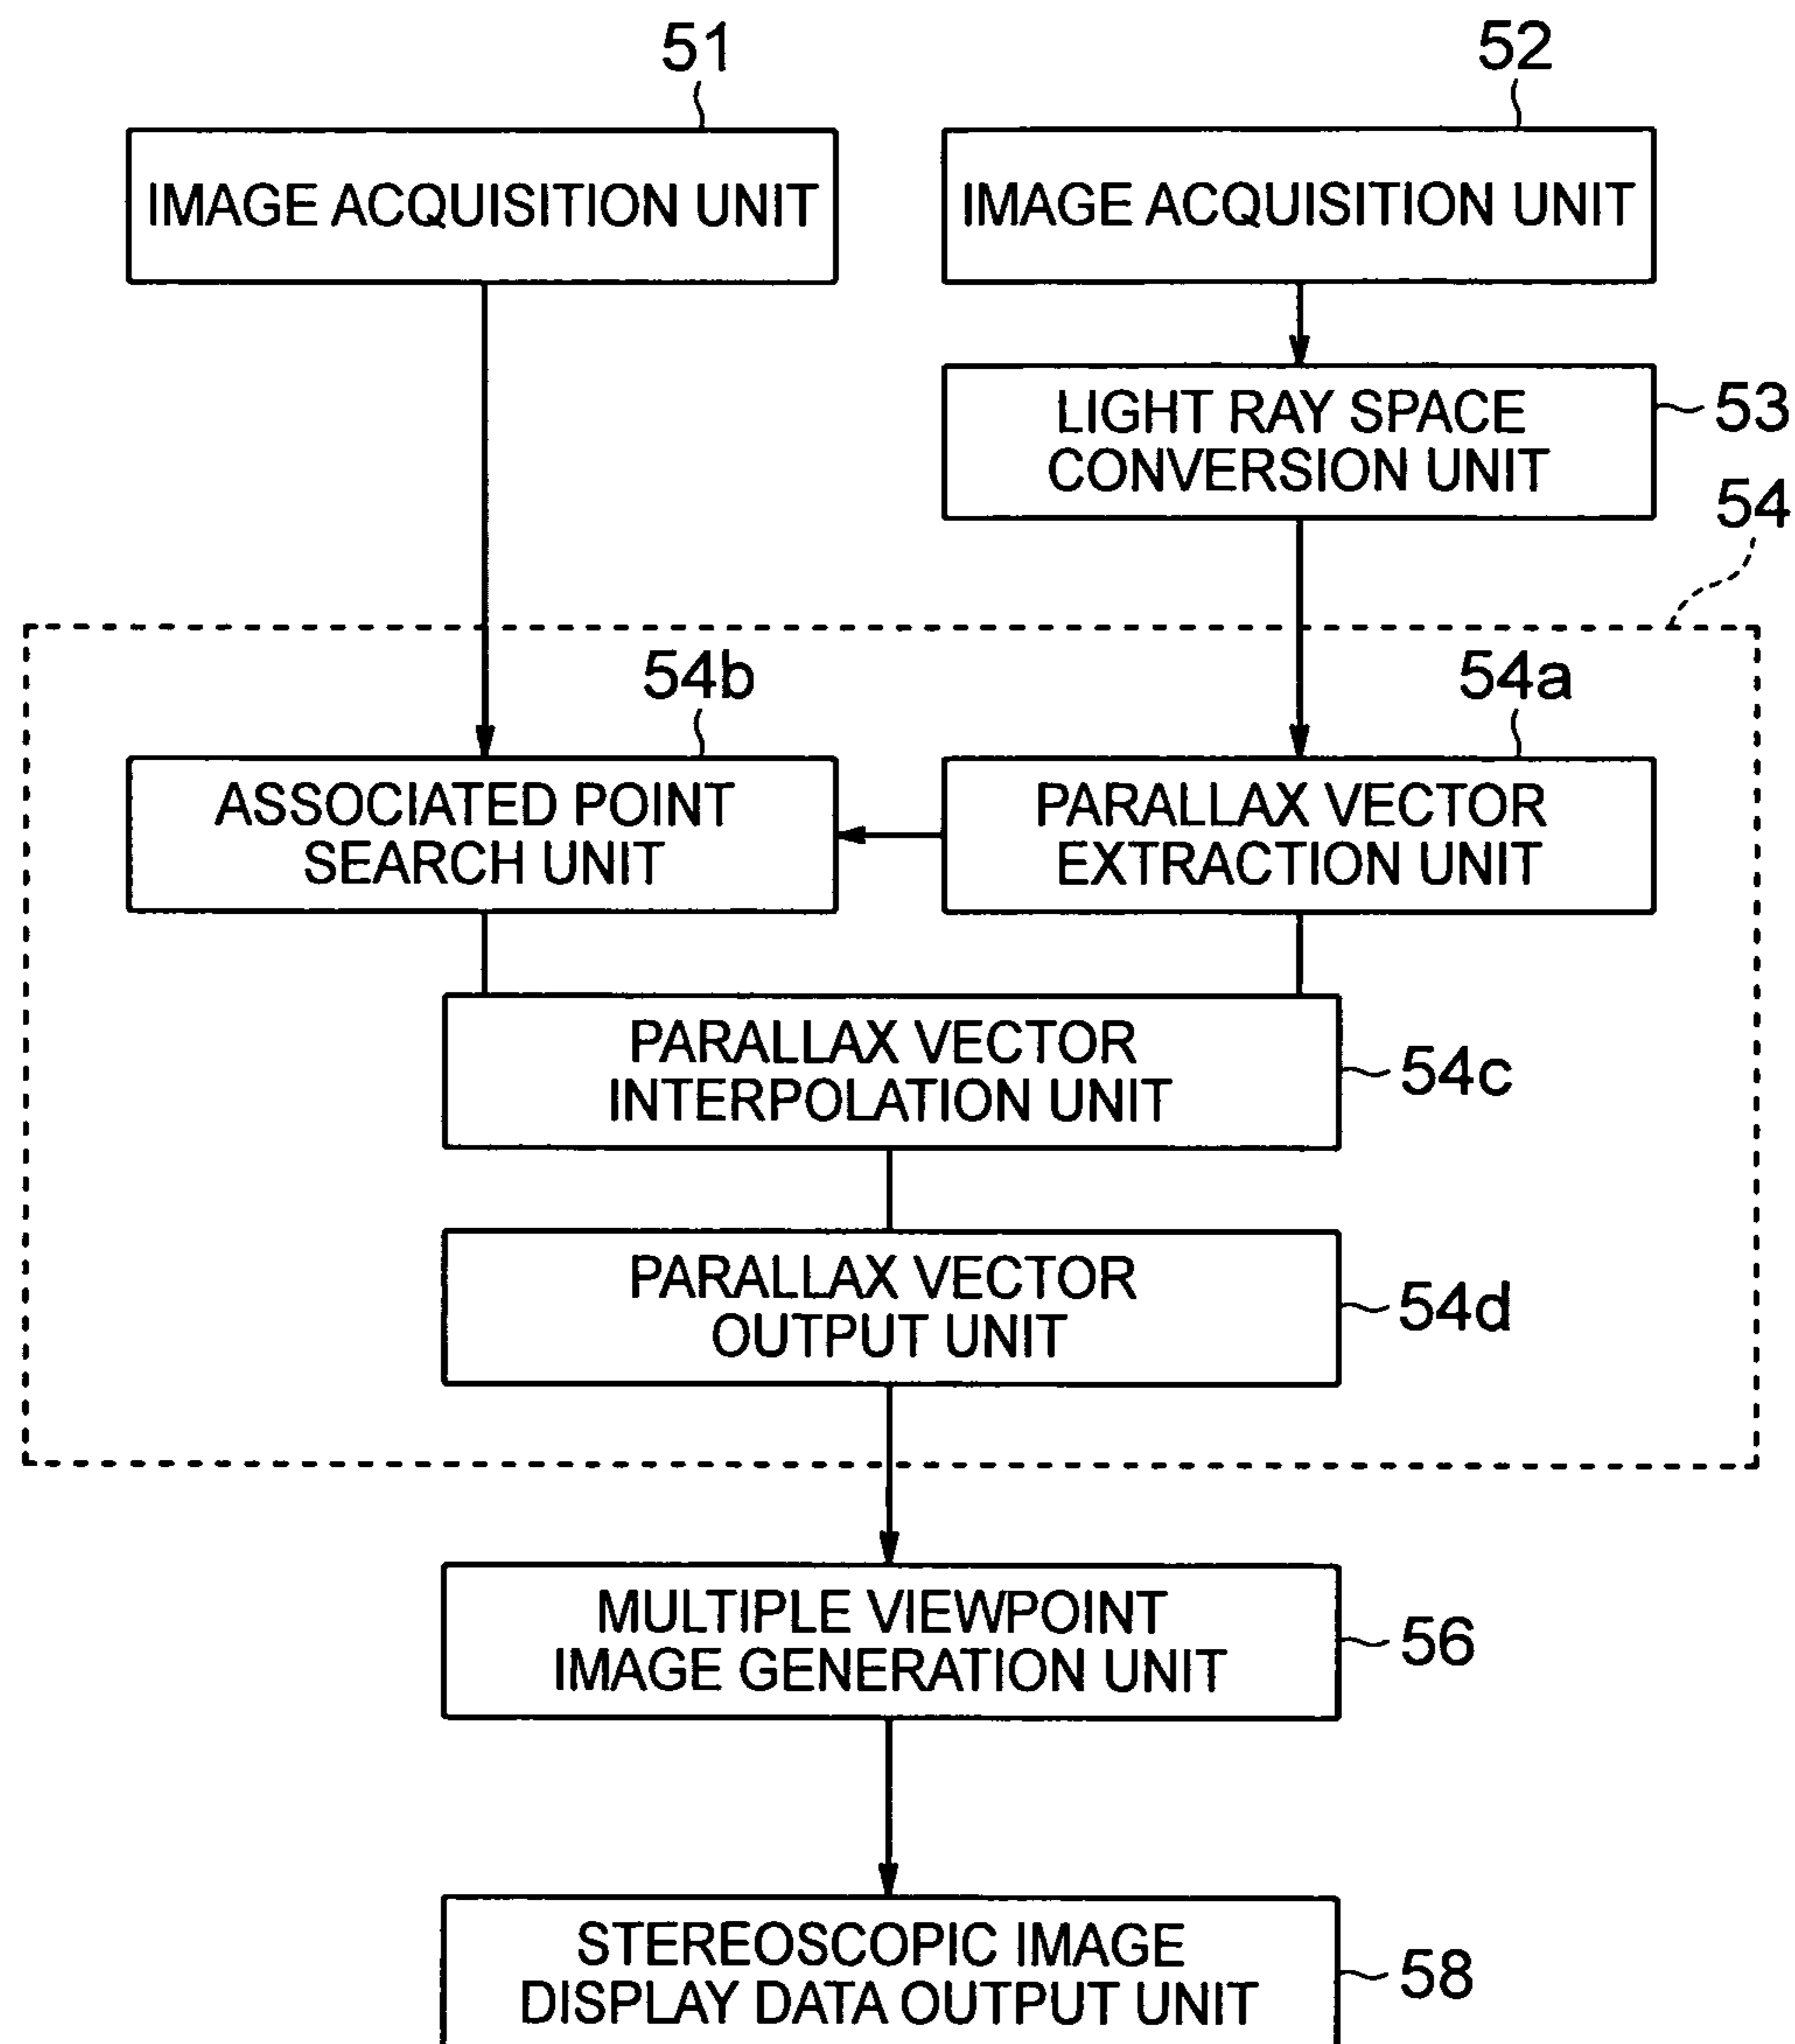 51
52
IMAGE ACQUISITION UNIT
IMAGE ACQUISITION UNIT
LIGHT RAY SPACE
CONVERSION UNIT
53
54
54b
54a
ASSOCIATED POINT
SEARCH UNIT
PARALLAX VECTOR
EXTRACTION UNIT
PARALLAX VECTOR
INTERPOLATION UNIT
54c
PARALLAX VECTOR
OUTPUT UNIT
54d
MULTIPLE VIEWPOINT
IMAGE GENERATION UNIT
56
STEREOSCOPIC IMAGE
DISPLAY DATA OUTPUT UNIT
58